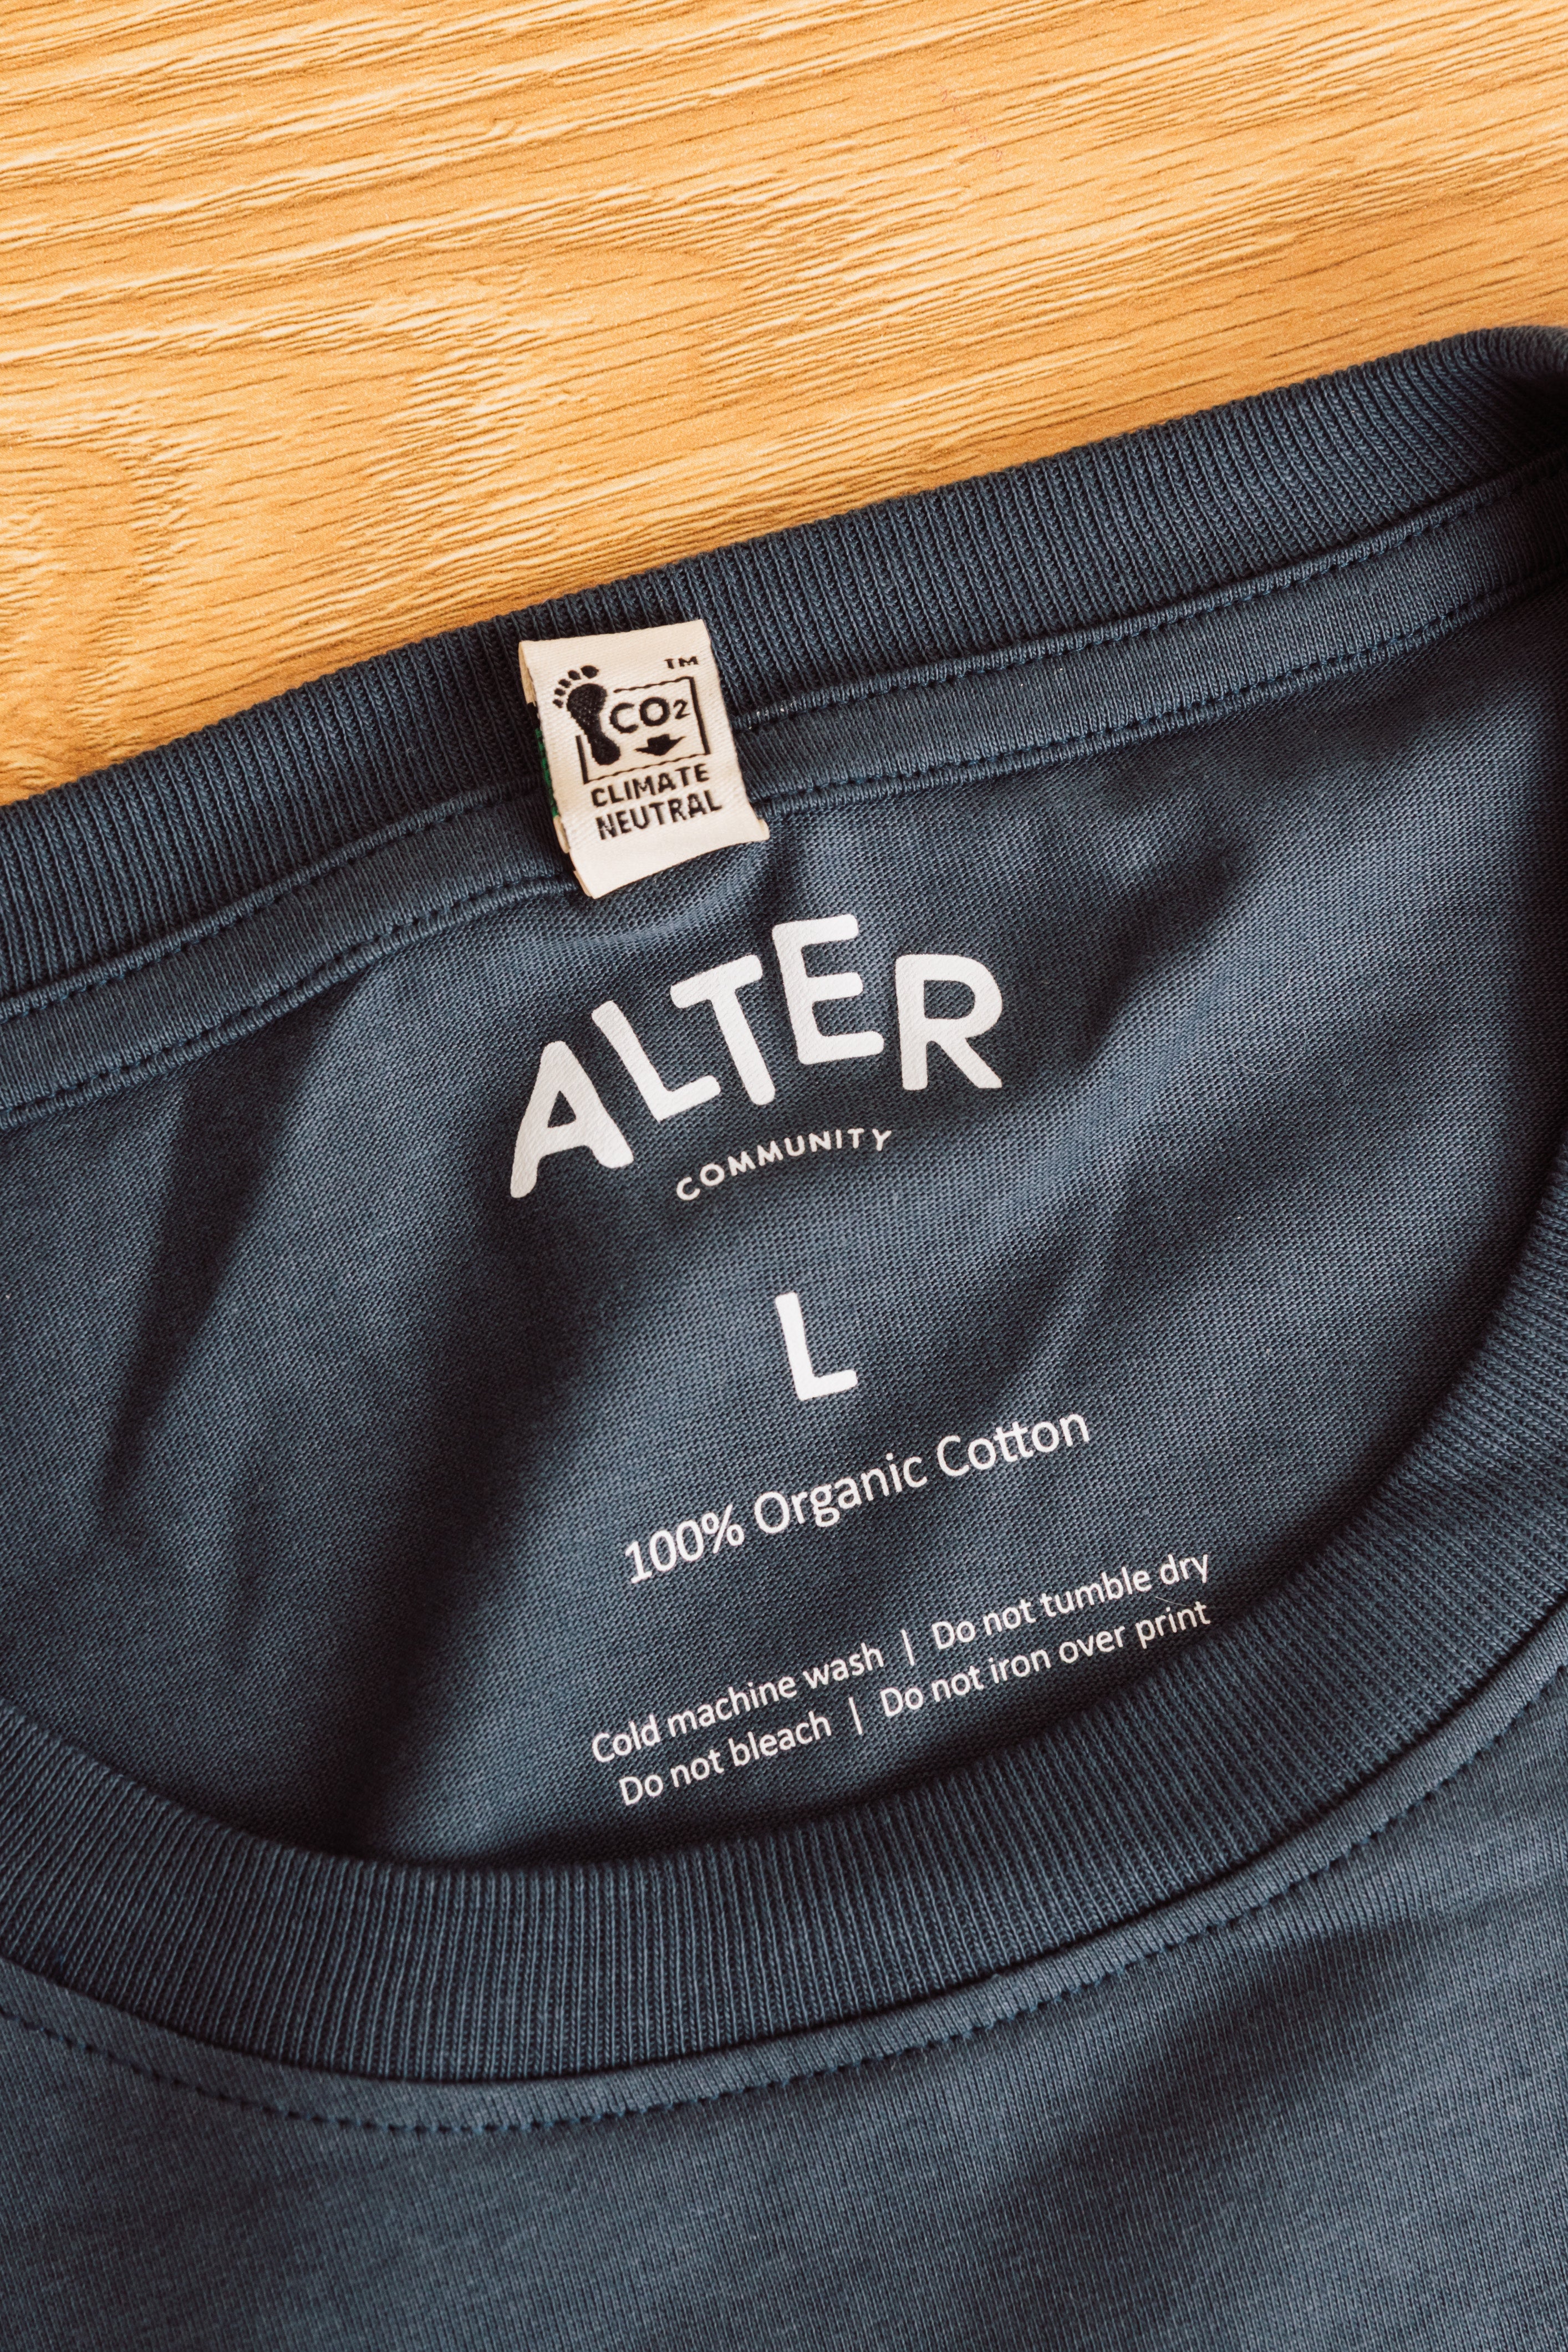 TM
CO2
CLIMATE
NEUTRAL
ALTER
COMMUNITY
L
100% Organic Cotton
Cold machine wash | Do not tumble dry
Do not bleach | Do not iron over print